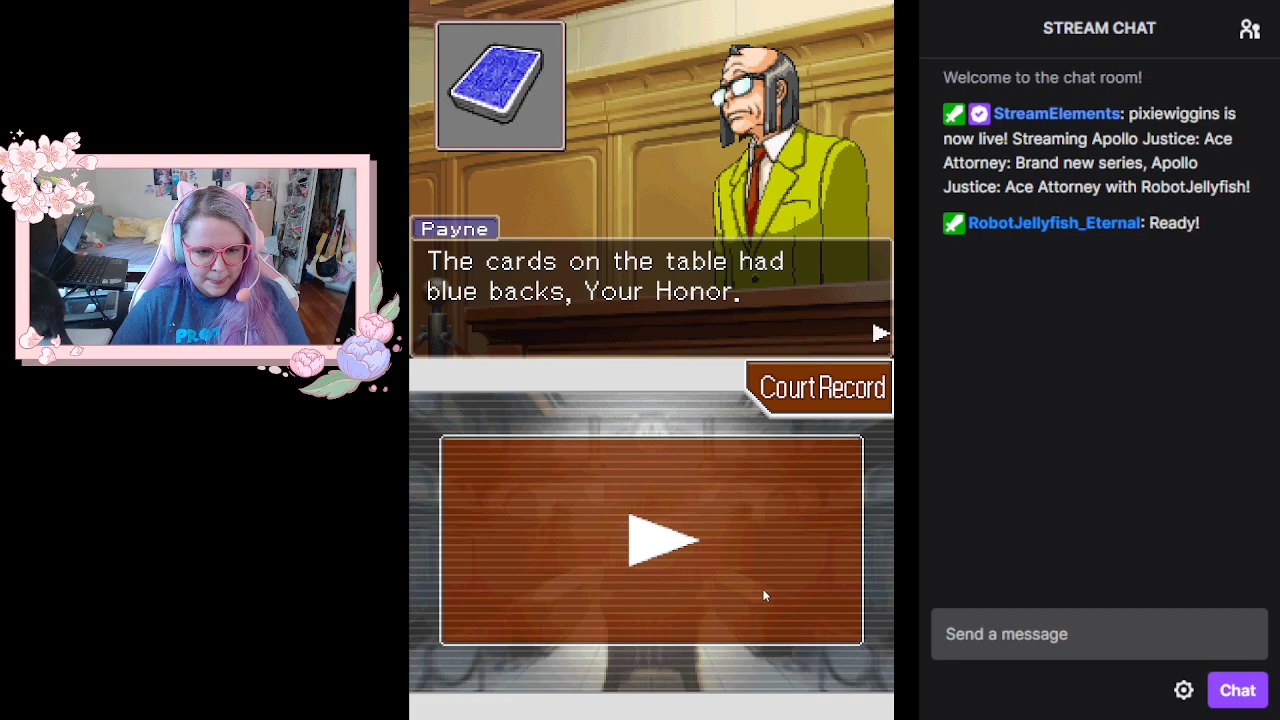 STREAM CHAT
Welcome to the chat room!
StreamElements: pixiewiggins is
now live! Streaming Apollo Justice: Ace
Attorney: Brand new series, Apollo
Justice: Ace Attorney with RobotJellyfish!
RobotJellyfish_Eternal: Ready!
Payne
The cards on the table had
blue backs, Your Honor.
Court Record
Send a message
Chat